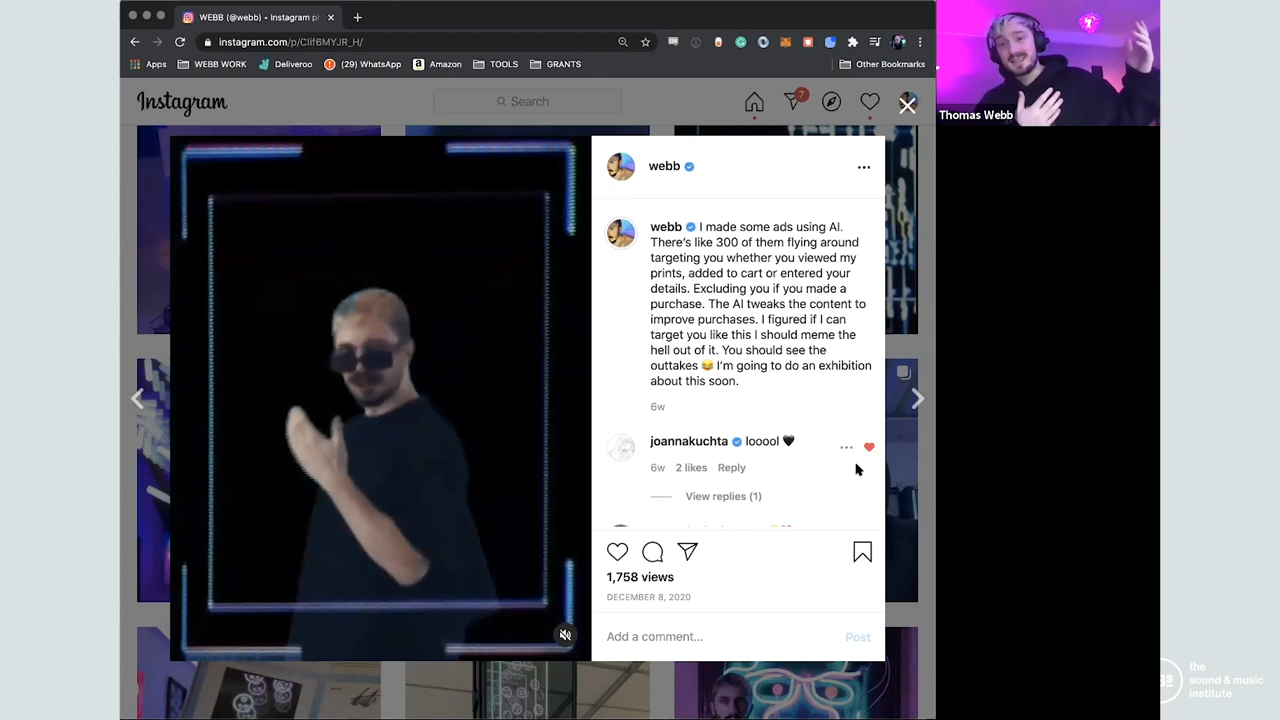 WEBB (@webb) • Instagram pl
instagram.com/p/CIif6MYJR_H/
Apps
WEBB WORK
Deliveroo
(29) WhatsApp
Amazon
TOOLS
GRANTS
Other Bookmarks
Instagram
Search
7
Thomas Webb
webb
webb I made some ads using AI.
There's like 300 of them flying around
targeting you whether you viewed my
prints, added to cart or entered your
details. Excluding you if you made a
purchase. The AI tweaks the content to
improve purchases. I figured if I can
target you like this I should meme the
hell out of it. You should see the
outtakes 😂 I'm going to do an exhibition
about this soon.
6w
joannakuchta looool 🖤
6w 2 likes Reply
View replies (1)
1,758 views
DECEMBER 8, 2020
Add a comment...
Post
the
sound & music
institute